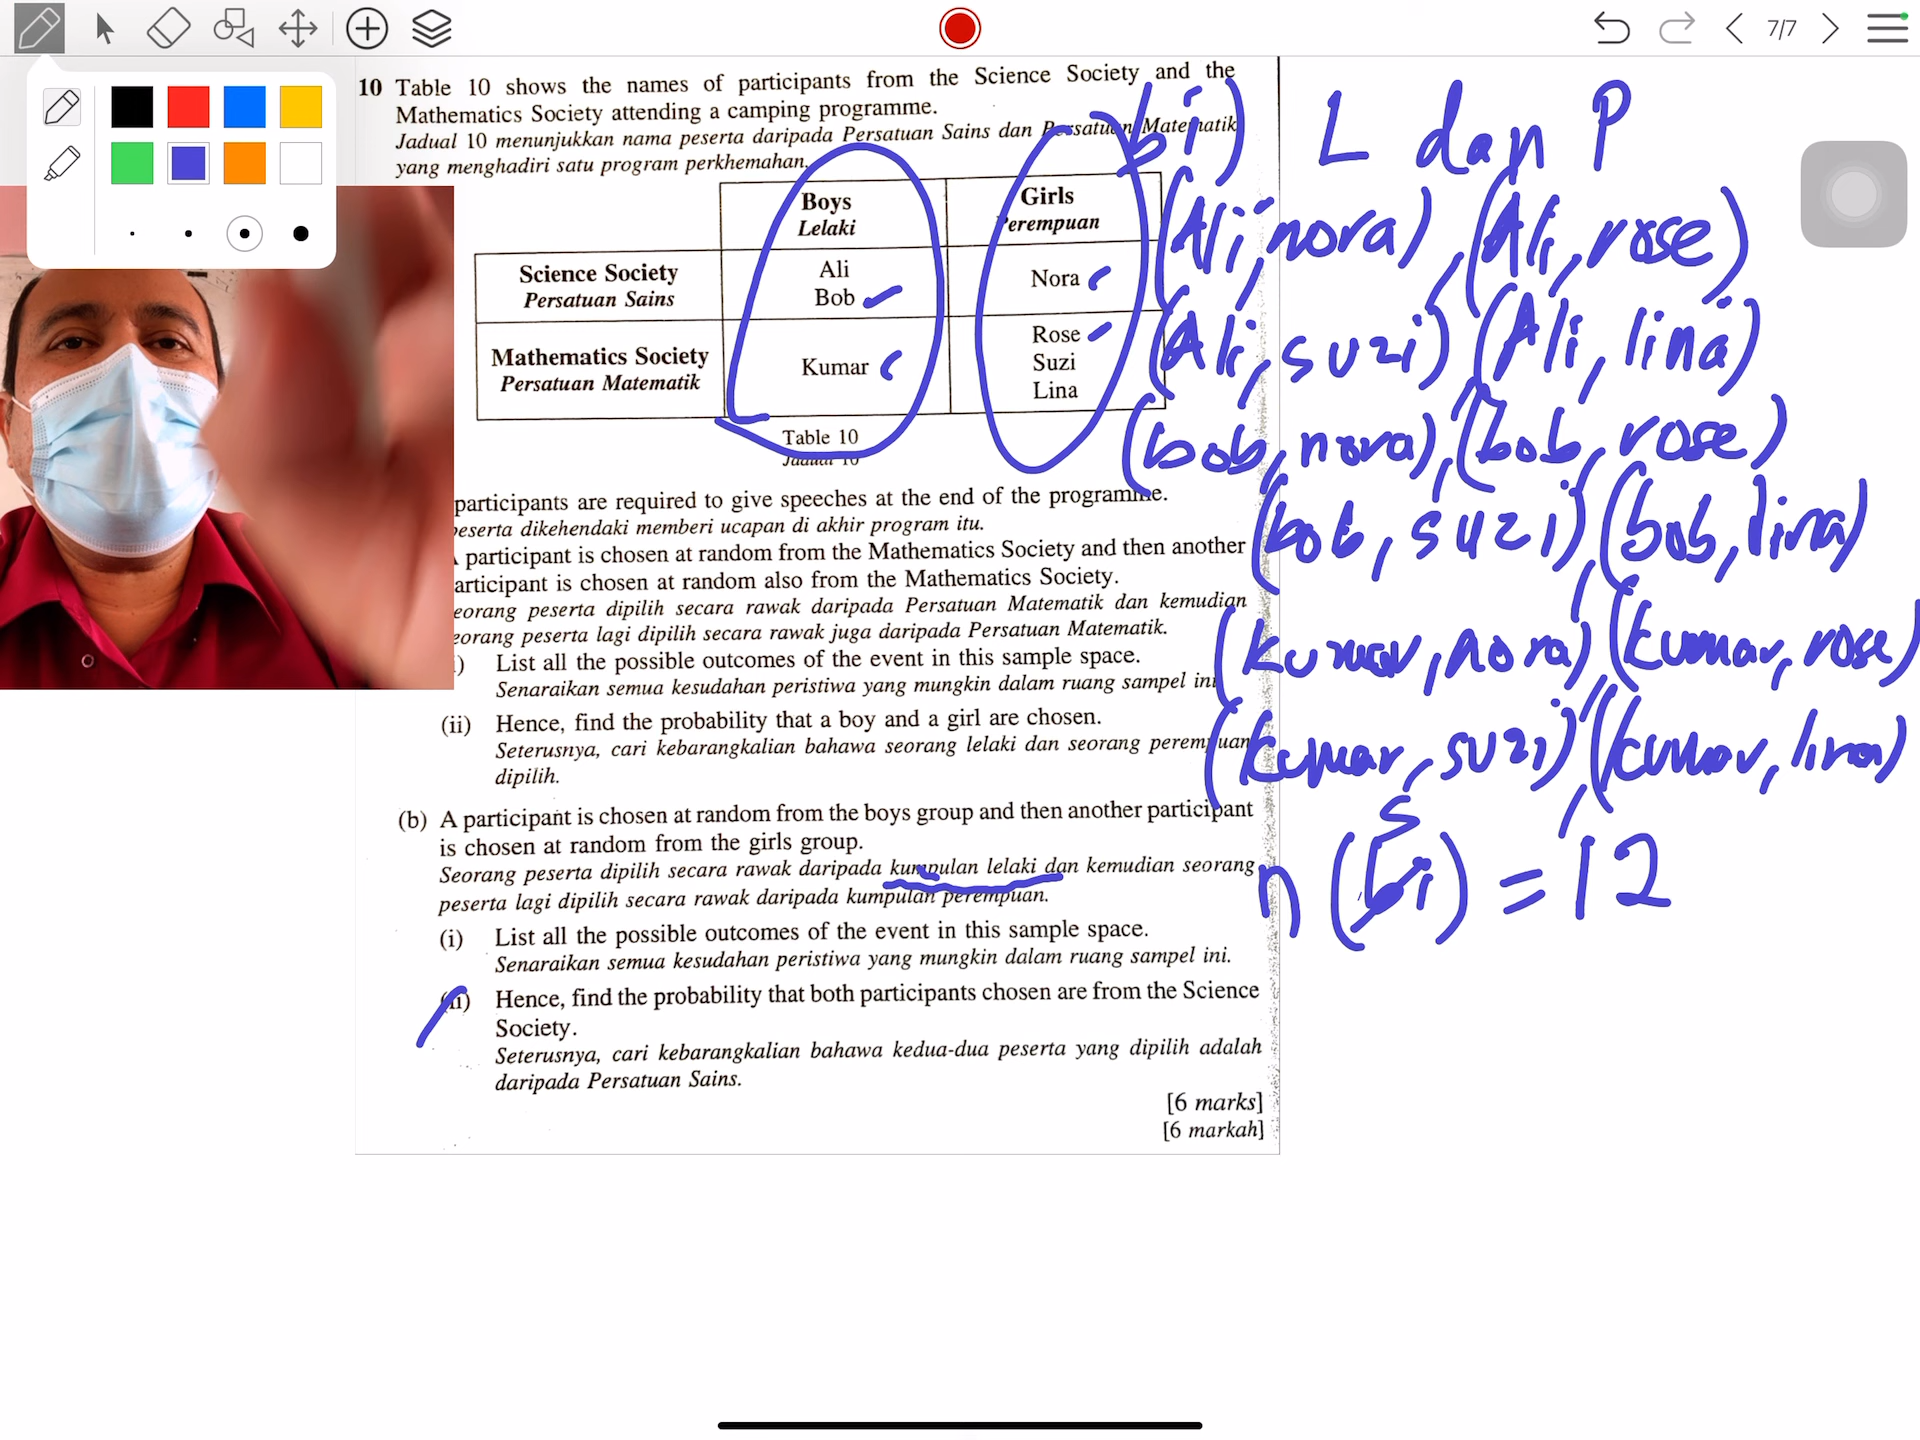 7/7
10 Table 10 shows the names of participants from the Science Society and the
Mathematics Society attending a camping programme.
Jadual 10 menunjukkan nama peserta daripada Persatuan Sains dan Persatuan Matematik
yang menghadiri satu program perkhemahan.
Boys
Lelaki
Girls
Perempuan
Science Society
Persatuan Sains
Ali
Bob
Nora
Mathematics Society
Persatuan Matematik
Kumar
Rose
Suzi
Lina
Table 10
Jadual 10
participants are required to give speeches at the end of the programme.
peserta dikehendaki memberi ucapan di akhir program itu.
participant is chosen at random from the Mathematics Society and then another
articipant is chosen at random also from the Mathematics Society.
eorang peserta dipilih secara rawak daripada Persatuan Matematik dan kemudian
eorang peserta lagi dipilih secara rawak juga daripada Persatuan Matematik.
) List all the possible outcomes of the event in this sample space.
Senaraikan semua kesudahan peristiwa yang mungkin dalam ruang sampel ini
(ii) Hence, find the probability that a boy and a girl are chosen.
Seterusnya, cari kebarangkalian bahawa seorang lelaki dan seorang perempuan
dipilih.
(b) A participant is chosen at random from the boys group and then another participant
is chosen at random from the girls group.
Seorang peserta dipilih secara rawak daripada kumpulan lelaki dan kemudian seorang
peserta lagi dipilih secara rawak daripada kumpulan perempuan.
(i) List all the possible outcomes of the event in this sample space.
Senaraikan semua kesudahan peristiwa yang mungkin dalam ruang sampel ini.
(ii) Hence, find the probability that both participants chosen are from the Science
Society.
Seterusnya, cari kebarangkalian bahawa kedua-dua peserta yang dipilih adalah
daripada Persatuan Sains.
[6 marks]
[6 markah]
bi) L dan P
(Ali, nora), (Ali, rose)
(Ali, suzi), (Ali, lina)
(bob, nora), (bob, rose)
(bob, suzi), (bob, lina)
(kumar, nora), (kumar, rose)
(kumar, suzi), (kumar, lina)
n(S) = 12